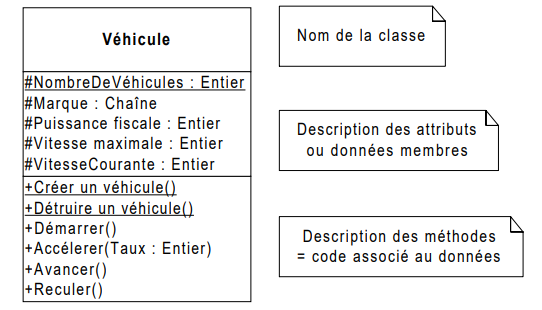 Véhicule
#NombreDeVéhicules : Entier
#Marque : Chaîne
#Puissance fiscale : Entier
#Vitesse maximale : Entier
#VitesseCourante : Entier
+Créer un véhicule()
+Détruire un véhicule()
+Démarrer()
+Accélerer(Taux : Entier)
+Avancer()
+Reculer()
Nom de la classe
Description des attributs
ou données membres
Description des méthodes
= code associé au données